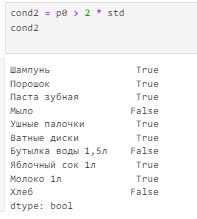 cond2 = p0 > 2 * std
cond2
Шампунь True
Порошок True
Паста зубная True
Мыло False
Ушные палочки True
Ватные диски True
Бутылка воды 1,5л False
Яблочный сок 1л True
Молоко 1л True
Хлеб False
dtype: bool